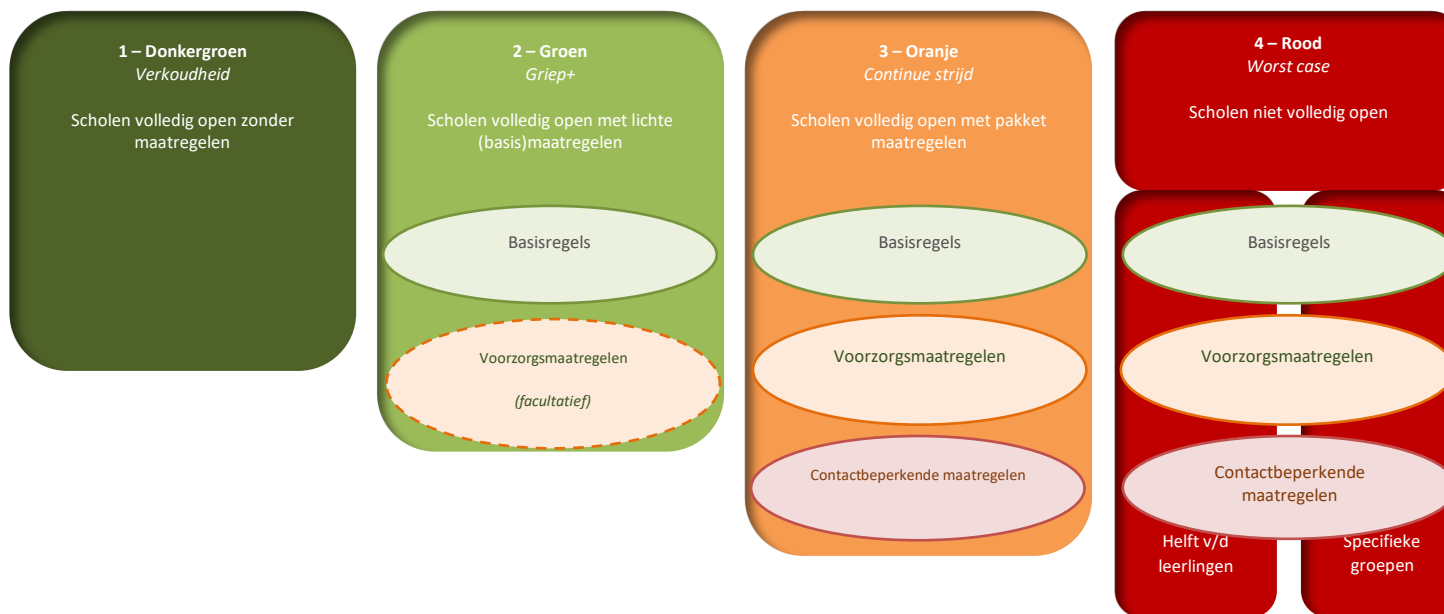 1 – Donkergroen
Verkoudheid
Scholen volledig open zonder
maatregelen
2 – Groen
Griep+
Scholen volledig open met lichte
(basis)maatregelen
Basisregels
Voorzorgsmaatregelen
(facultatief)
3 – Oranje
Continue strijd
Scholen volledig open met pakket
maatregelen
Basisregels
Voorzorgsmaatregelen
Contactbeperkende maatregelen
4 – Rood
Worst case
Scholen niet volledig open
Basisregels
Voorzorgsmaatregelen
Contactbeperkende
maatregelen
Helft v/d
leerlingen
Specifieke
groepen